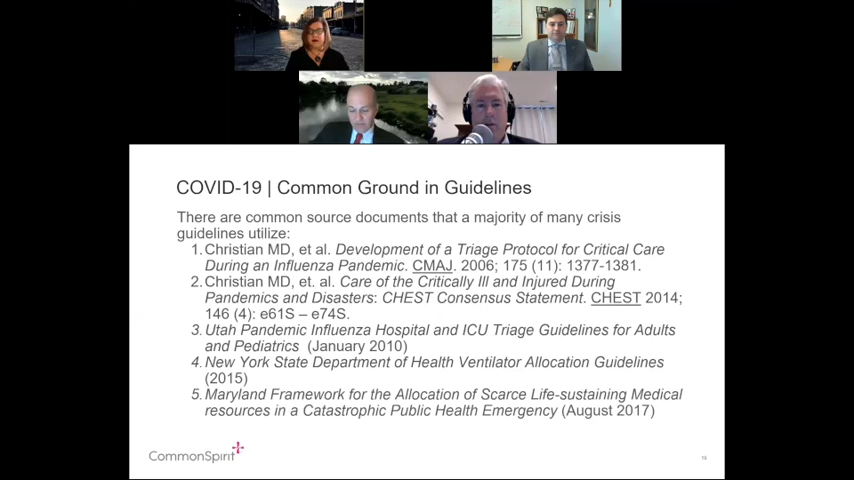 COVID-19 | Common Ground in Guidelines
There are common source documents that a majority of many crisis
guidelines utilize:
1. Christian MD, et al. Development of a Triage Protocol for Critical Care
During an Influenza Pandemic. CMAJ. 2006; 175 (11): 1377-1381.
2. Christian MD, et. al. Care of the Critically Ill and Injured During
Pandemics and Disasters: CHEST Consensus Statement. CHEST 2014;
146 (4): e61S – e74S.
3. Utah Pandemic Influenza Hospital and ICU Triage Guidelines for Adults
and Pediatrics (January 2010)
4. New York State Department of Health Ventilator Allocation Guidelines
(2015)
5. Maryland Framework for the Allocation of Scarce Life-sustaining Medical
resources in a Catastrophic Public Health Emergency (August 2017)
CommonSpirit